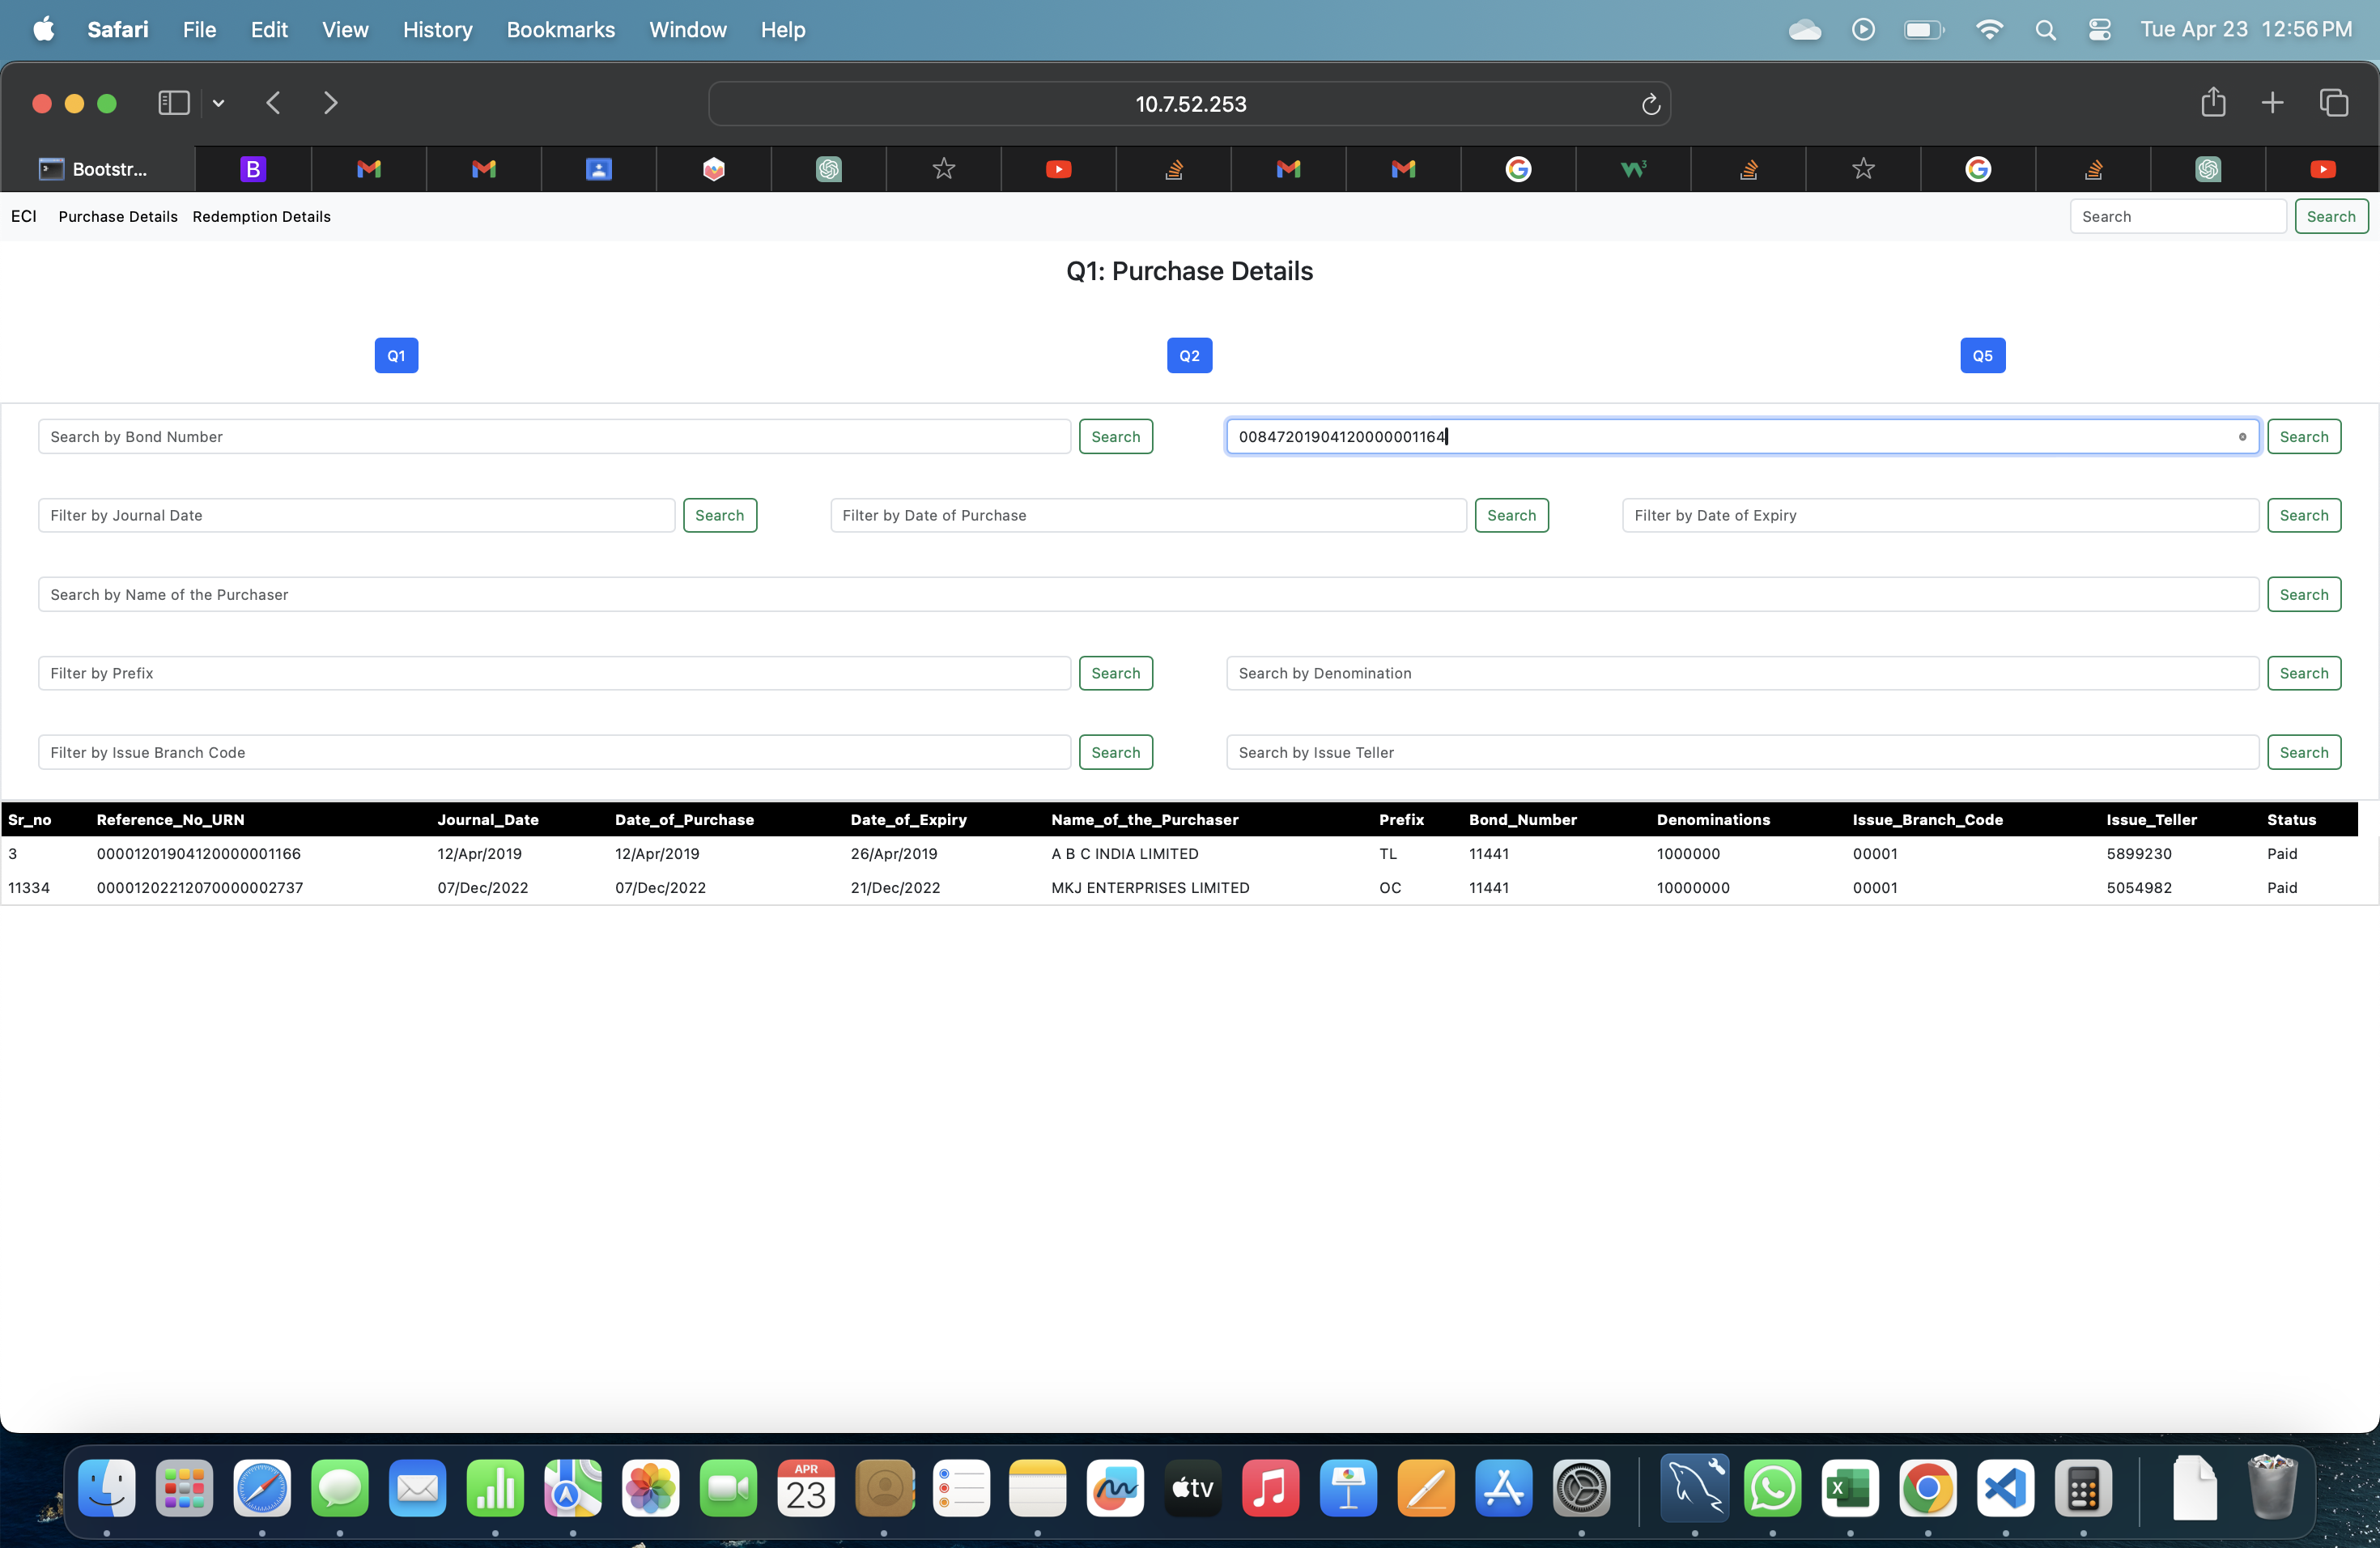 Safari File Edit View History Bookmarks Window Help Tue Apr 23 12:56 PM
10.7.52.253
Bootstr...
ECI Purchase Details Redemption Details Search Search
Q1: Purchase Details
Q1 Q2 Q5
Search by Bond Number Search 00847201904120000001164 Search
Filter by Journal Date Search Filter by Date of Purchase Search Filter by Date of Expiry Search
Search by Name of the Purchaser Search
Filter by Prefix Search Search by Denomination Search
Filter by Issue Branch Code Search Search by Issue Teller Search
Sr_no Reference_No_URN Journal_Date Date_of_Purchase Date_of_Expiry Name_of_the_Purchaser Prefix Bond_Number Denominations Issue_Branch_Code Issue_Teller Status
3 00001201904120000001166 12/Apr/2019 12/Apr/2019 26/Apr/2019 A B C INDIA LIMITED TL 11441 1000000 00001 5899230 Paid
11334 00001202212070000002737 07/Dec/2022 07/Dec/2022 21/Dec/2022 MKJ ENTERPRISES LIMITED OC 11441 10000000 00001 5054982 Paid
APR
23
tv